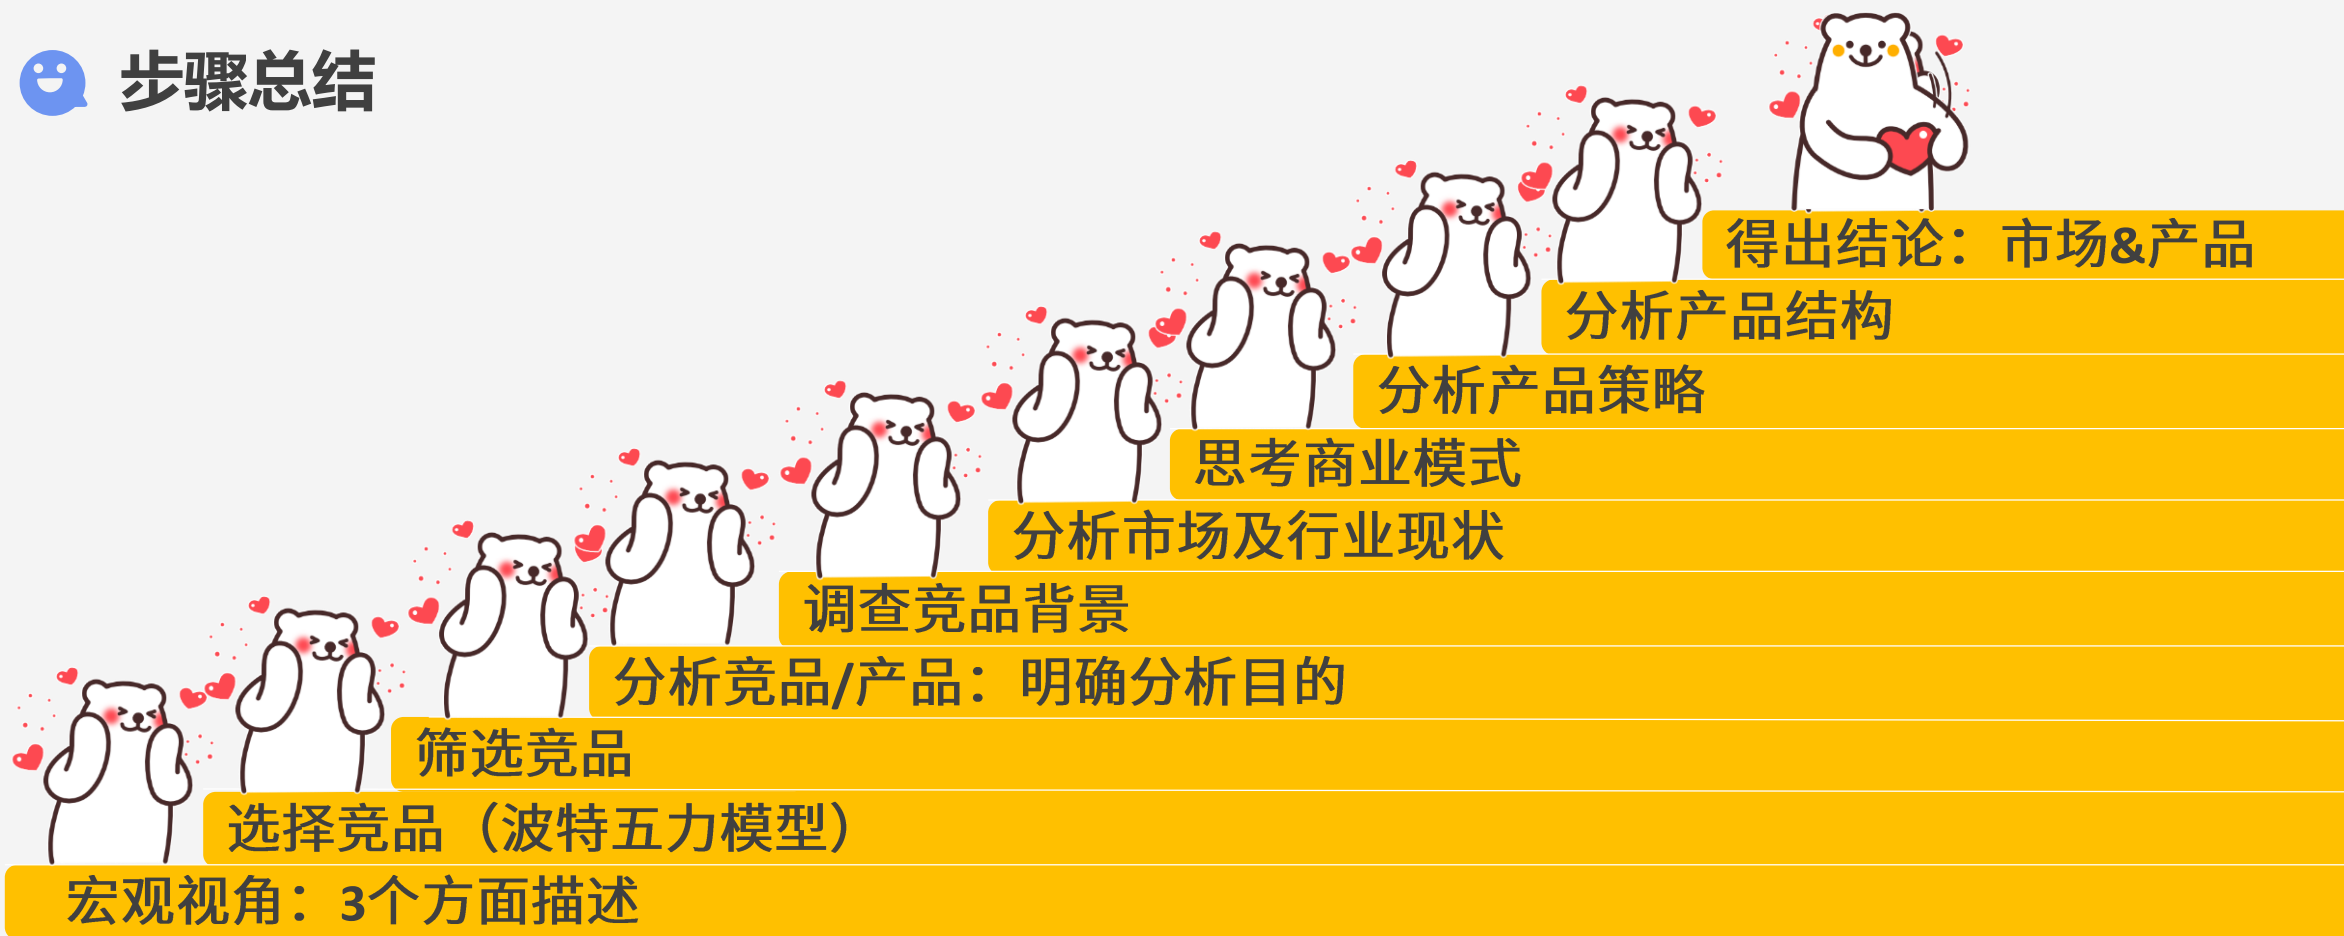 步骤总结
得出结论：市场&产品
分析产品结构
分析产品策略
思考商业模式
分析市场及行业现状
调查竞品背景
分析竞品/产品：明确分析目的
筛选竞品
选择竞品（波特五力模型）
宏观视角：3个方面描述